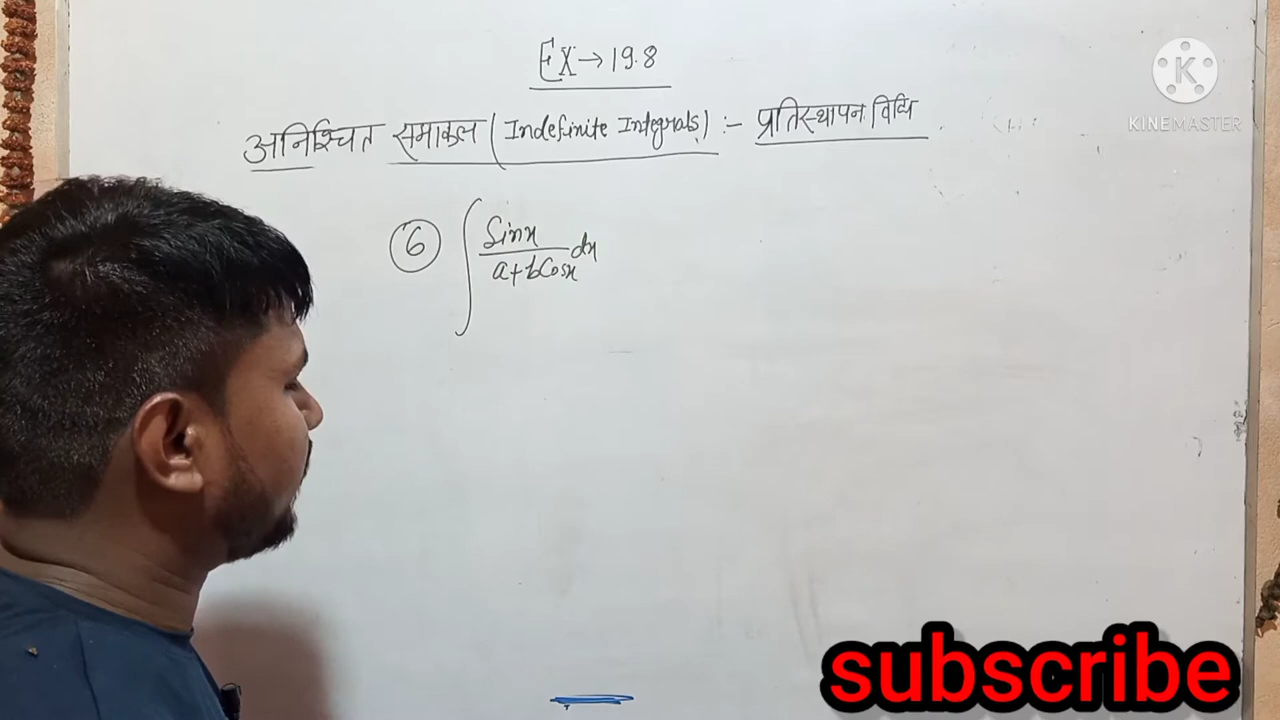 EX→19.8
अनिश्चित समाकल (Indefinite Integrals) :- प्रतिस्थापन विधि
⑥ ∫ Sinx / a+bCosx dx
KINEMASTER
subscribe